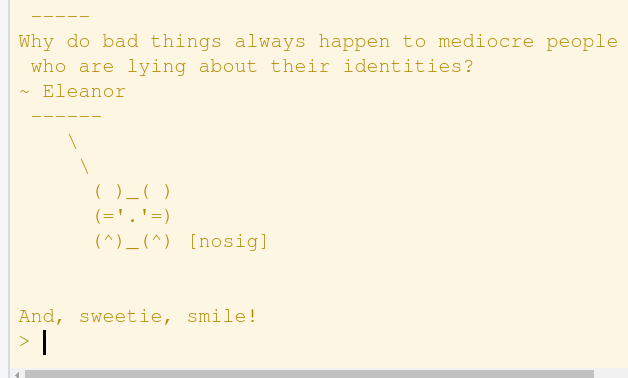 -----
Why do bad things always happen to mediocre people
who are lying about their identities?
~ Eleanor
------
\
\
( )_( )
(='.'=)
(^)_(^) [nosig]
And, sweetie, smile!
>